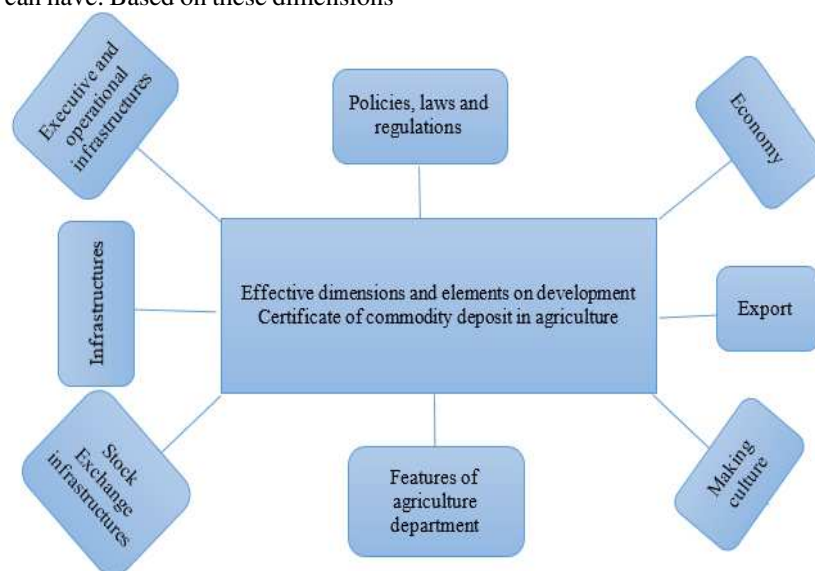 can have. Based on these dimensions
Executive and
operational
infrastructures
Policies, laws and
regulations
Economy
Infrastructures
Effective dimensions and elements on development
Certificate of commodity deposit in agriculture
Export
Stock
Exchange
infrastructures
Features of
agriculture
department
Making
culture